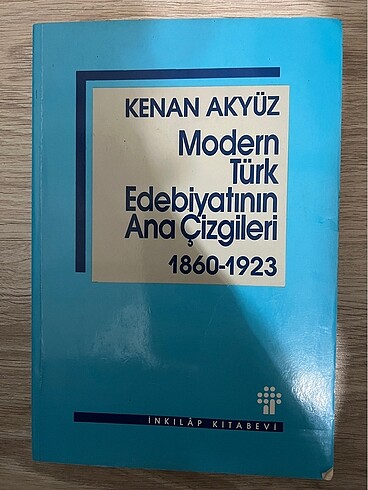 KENAN AKYÜZ
Modern
Türk
Edebiyatının
Ana Çizgileri
1860-1923
İNKILÂP KİTABEVİ